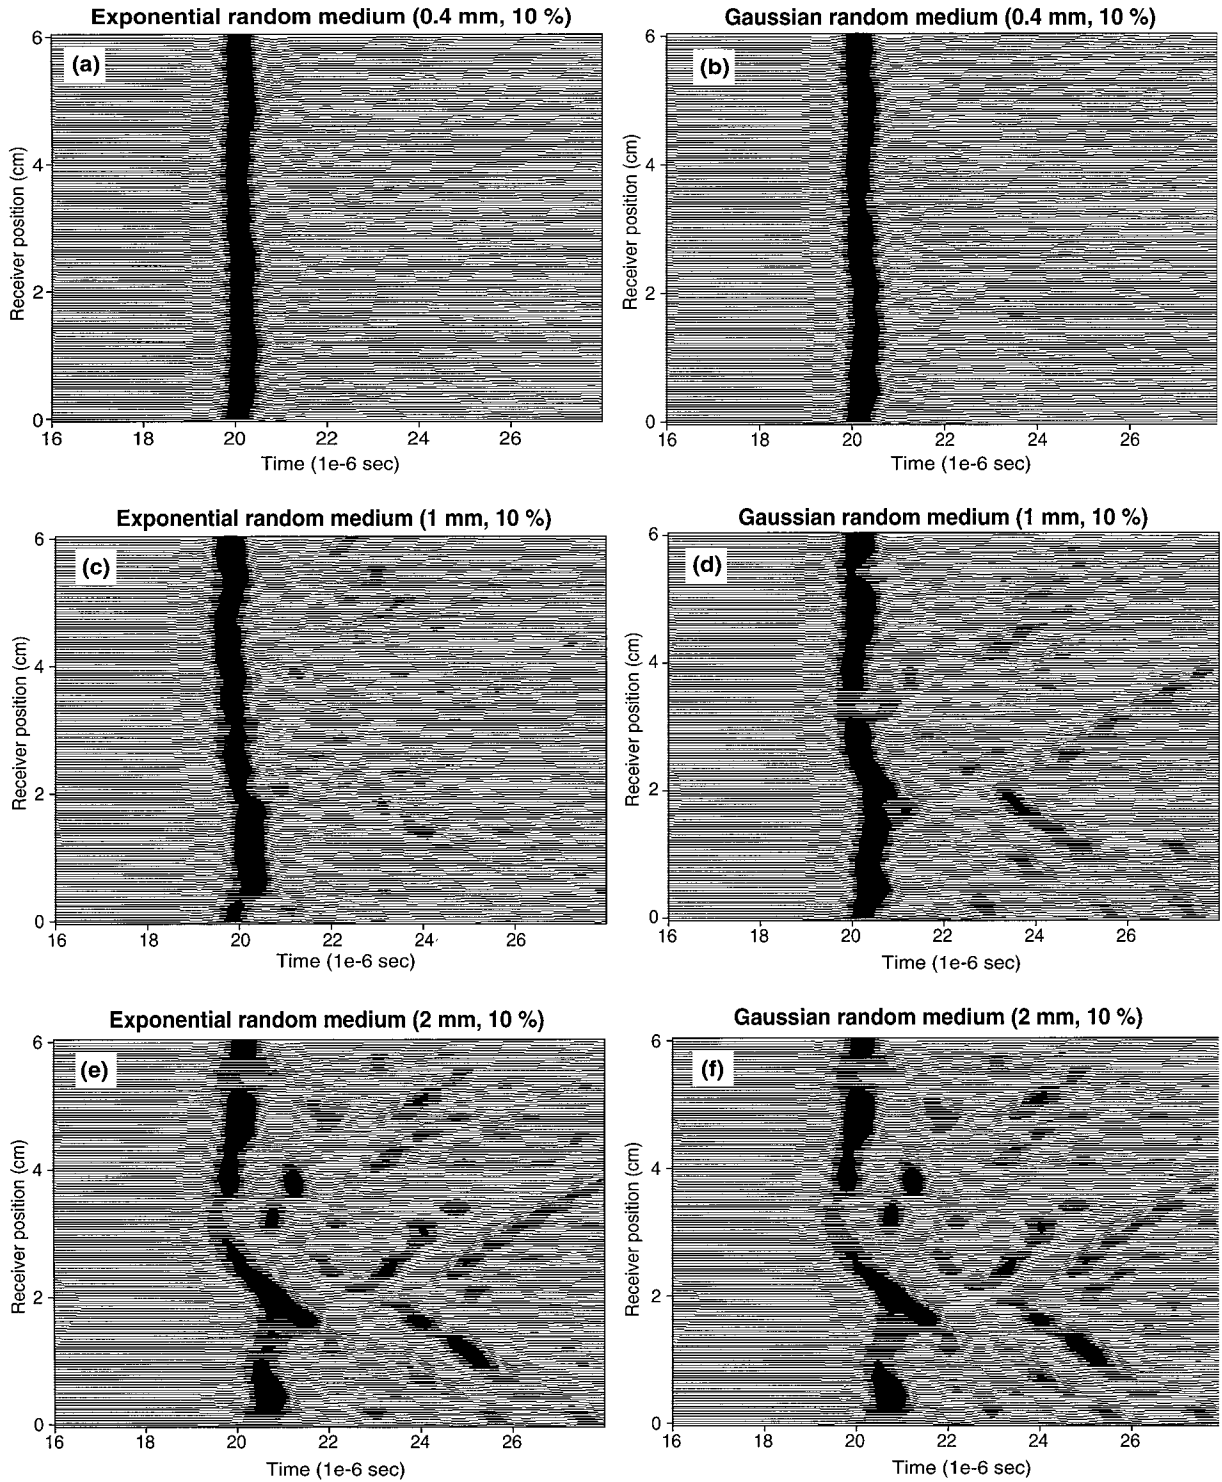 Exponential random medium (0.4 mm, 10 %)
(a)
Receiver position (cm)
6
4
2
0
16 18 20 22 24 26
Time (1e-6 sec)
Gaussian random medium (0.4 mm, 10 %)
(b)
Receiver position (cm)
6
4
2
0
16 18 20 22 24 26
Time (1e-6 sec)
Exponential random medium (1 mm, 10 %)
(c)
Receiver position (cm)
6
4
2
0
16 18 20 22 24 26
Time (1e-6 sec)
Gaussian random medium (1 mm, 10 %)
(d)
Receiver position (cm)
6
4
2
0
16 18 20 22 24 26
Time (1e-6 sec)
Exponential random medium (2 mm, 10 %)
(e)
Receiver position (cm)
6
4
2
0
16 18 20 22 24 26
Time (1e-6 sec)
Gaussian random medium (2 mm, 10 %)
(f)
Receiver position (cm)
6
4
2
0
16 18 20 22 24 26
Time (1e-6 sec)